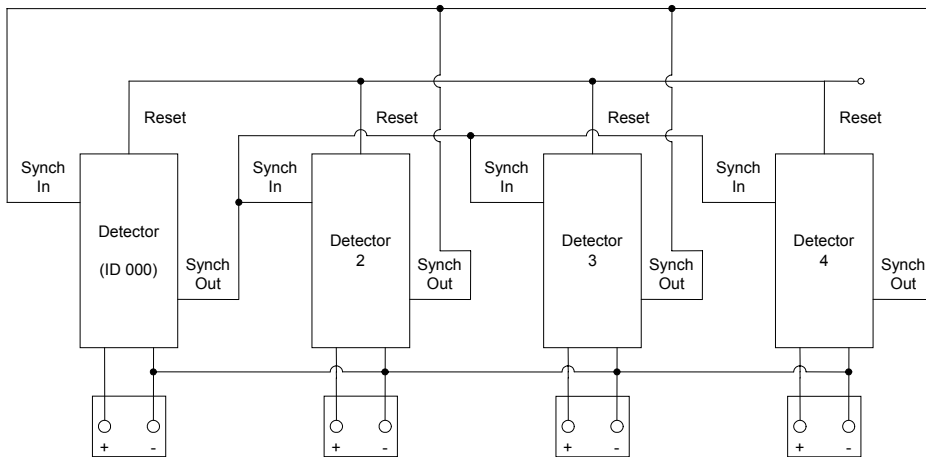 Reset
Reset
Reset
Reset
Synch
In
Synch
In
Synch
In
Synch
In
Detector
(ID 000)
Detector
2
Detector
3
Detector
4
Synch
Out
Synch
Out
Synch
Out
Synch
Out
+ -
+ -
+ -
+ -